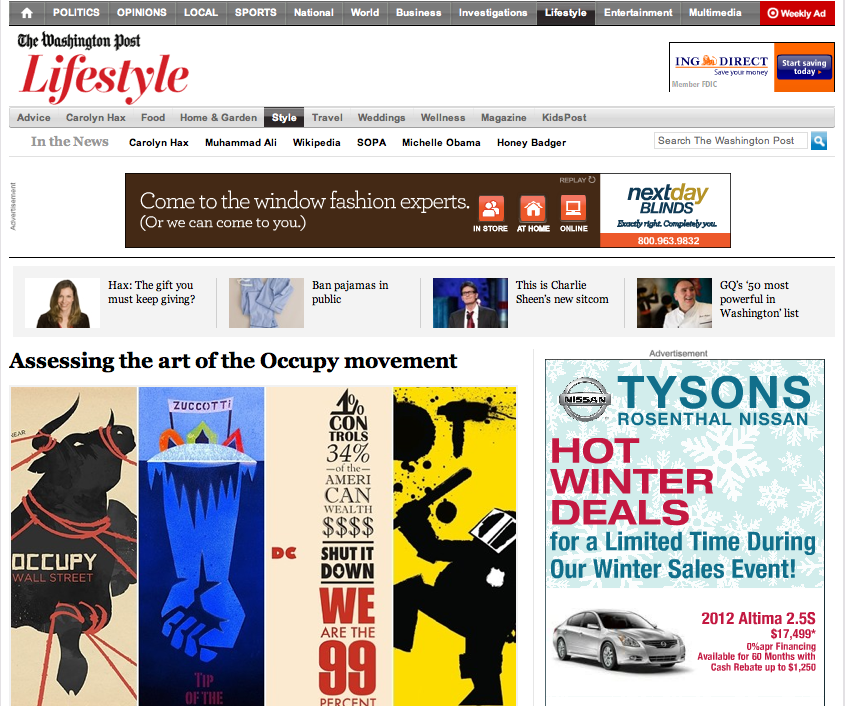 POLITICS OPINIONS LOCAL SPORTS National World Business Investigations Lifestyle Entertainment Multimedia Weekly Ad
The Washington Post
Lifestyle
ING DIRECT
Save your money
Member FDIC
Start saving
today
Advice Carolyn Hax Food Home & Garden Style Travel Weddings Wellness Magazine KidsPost
In the News Carolyn Hax Muhammad Ali Wikipedia SOPA Michelle Obama Honey Badger
Search The Washington Post
Advertisement
REPLAY
Come to the window fashion experts.
(Or we can come to you.)
IN STORE AT HOME ONLINE
nextday
BLINDS
Exactly right. Completely you.
800.963.9832
Hax: The gift you
must keep giving?
Ban pajamas in
public
This is Charlie
Sheen's new sitcom
GQ's '50 most
powerful in
Washington' list
Assessing the art of the Occupy movement
OCCUPY
WALL STREET
ZUCCOTTI
TIP
OF THE
DC
1%
CON
TROLS
34%
of the
AMERI
CAN
WEALTH
$$$$
SHUT IT
DOWN
WE
ARE THE
99
PERCENT
Advertisement
NISSAN
TYSONS
ROSENTHAL NISSAN
HOT
WINTER
DEALS
for a Limited Time During
Our Winter Sales Event!
2012 Altima 2.5S
$17,499*
0%apr Financing
Available for 60 Months with
Cash Rebate up to $1,250